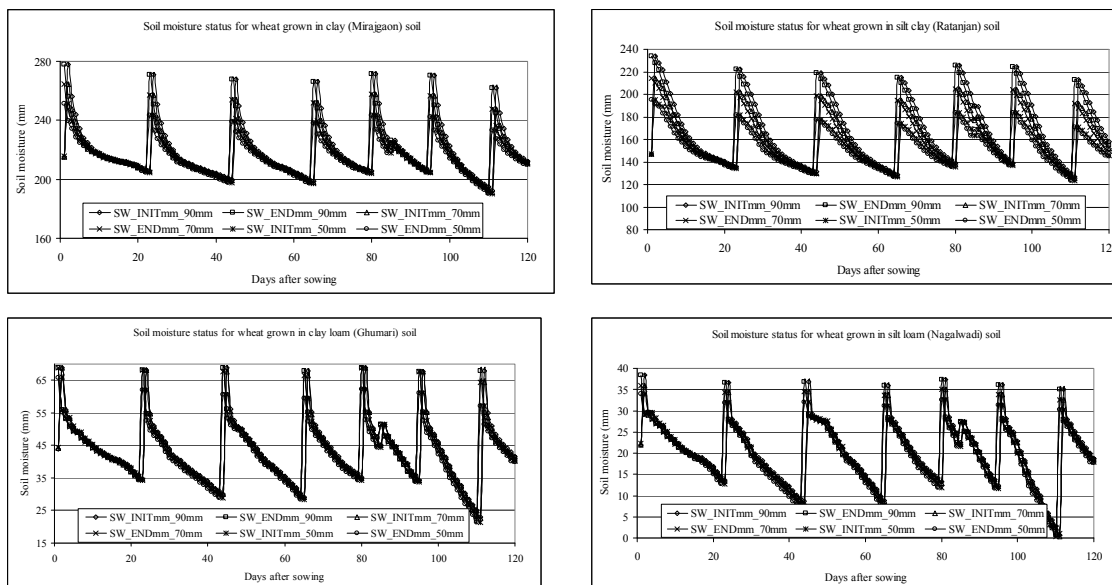 Soil moisture status for wheat grown in clay (Mirajgaon) soil
Soil moisture (mm
280
240
200
160
0 20 40 60 80 100 120
Days after sowing
SW_INITmm_90mm SW_ENDmm_90mm SW_INITmm_70mm
SW_ENDmm_70mm SW_INITmm_50mm SW_ENDmm_50mm
Soil moisture status for wheat grown in silt clay (Ratanjan) soil
Soil moisture (mm
240
220
200
180
160
140
120
100
80
0 20 40 60 80 100 120
Days after sowing
SW_INITmm_90mm SW_ENDmm_90mm SW_INITmm_70mm
SW_ENDmm_70mm SW_INITmm_50mm SW_ENDmm_50mm
Soil moisture status for wheat grown in clay loam (Ghumari) soil
Soil moisture (mm)
65
55
45
35
25
15
0 20 40 60 80 100 120
Days after sowing
SW_INITmm_90mm SW_ENDmm_90mm SW_INITmm_70mm
SW_ENDmm_70mm SW_INITmm_50mm SW_ENDmm_50mm
Soil moisture status for wheat grown in silt loam (Nagalwadi) soil
Soil moisture (mm
40
35
30
25
20
15
10
5
0
0 20 40 60 80 100 120
Days after sowing
SW_INITmm_90mm SW_ENDmm_90mm SW_INITmm_70mm
SW_ENDmm_70mm SW_INITmm_50mm SW_ENDmm_50mm